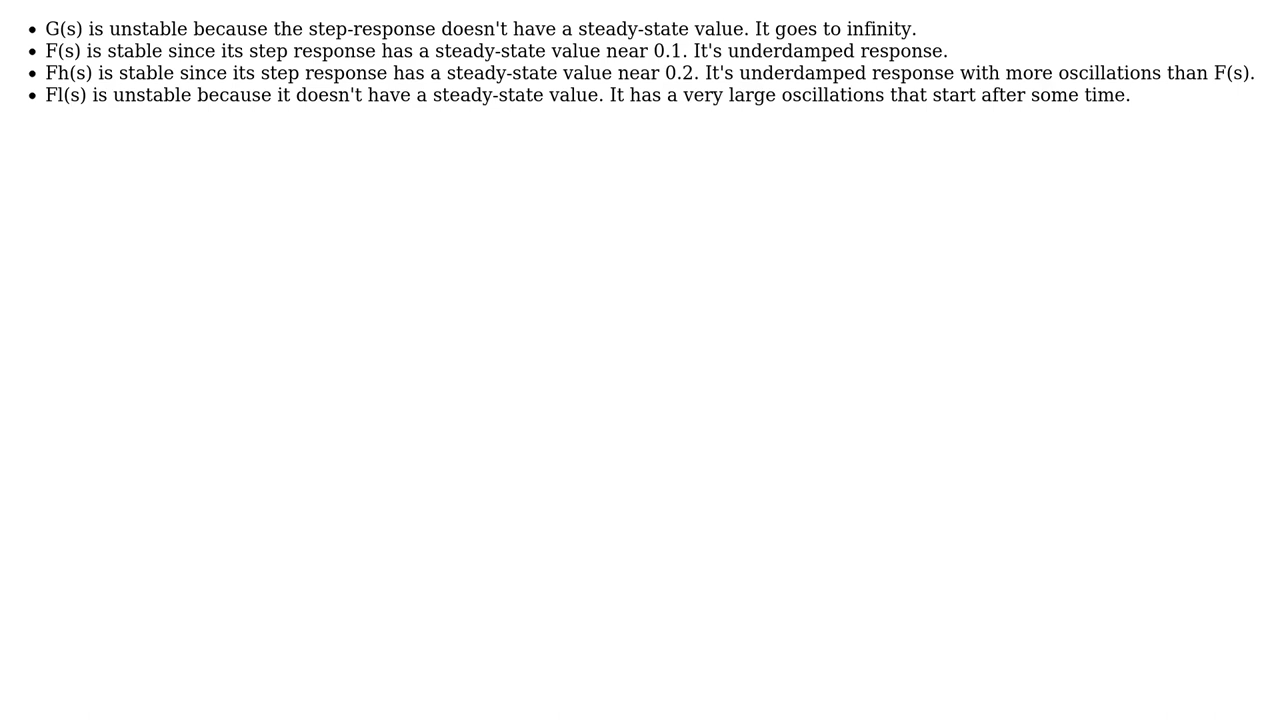 • G(s) is unstable because the step-response doesn't have a steady-state value. It goes to infinity.
• F(s) is stable since its step response has a steady-state value near 0.1. It's underdamped response.
• Fh(s) is stable since its step response has a steady-state value near 0.2. It's underdamped response with more oscillations than F(s).
• Fl(s) is unstable because it doesn't have a steady-state value. It has a very large oscillations that start after some time.